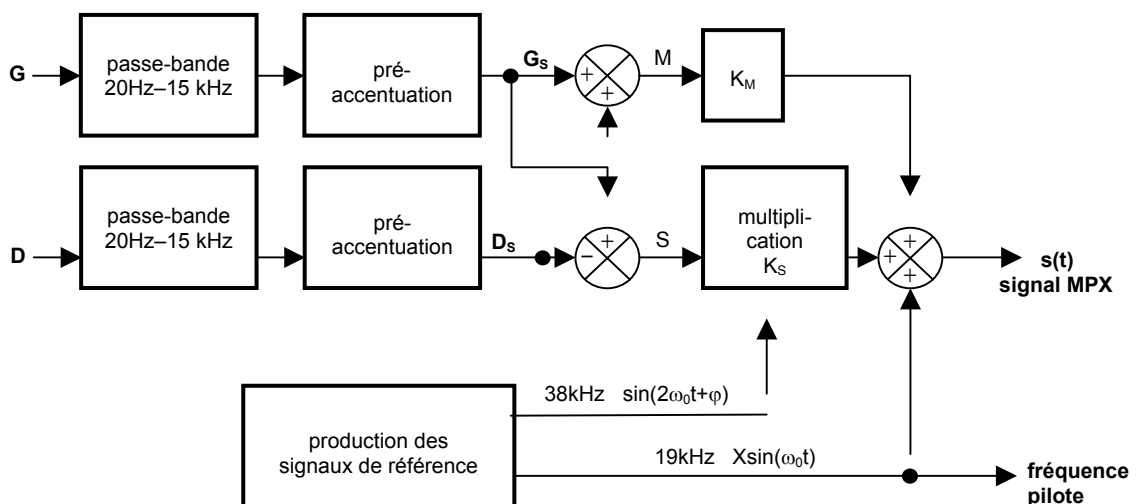 G
passe-bande
20Hz–15 kHz
pré-
accentuation
GS
+
+
M
KM
D
passe-bande
20Hz–15 kHz
pré-
accentuation
DS
−
+
S
multipli-
cation
KS
+
+
+
s(t)
signal MPX
38kHz sin(2ω0t+φ)
production des
signaux de référence
19kHz Xsin(ω0t)
fréquence
pilote